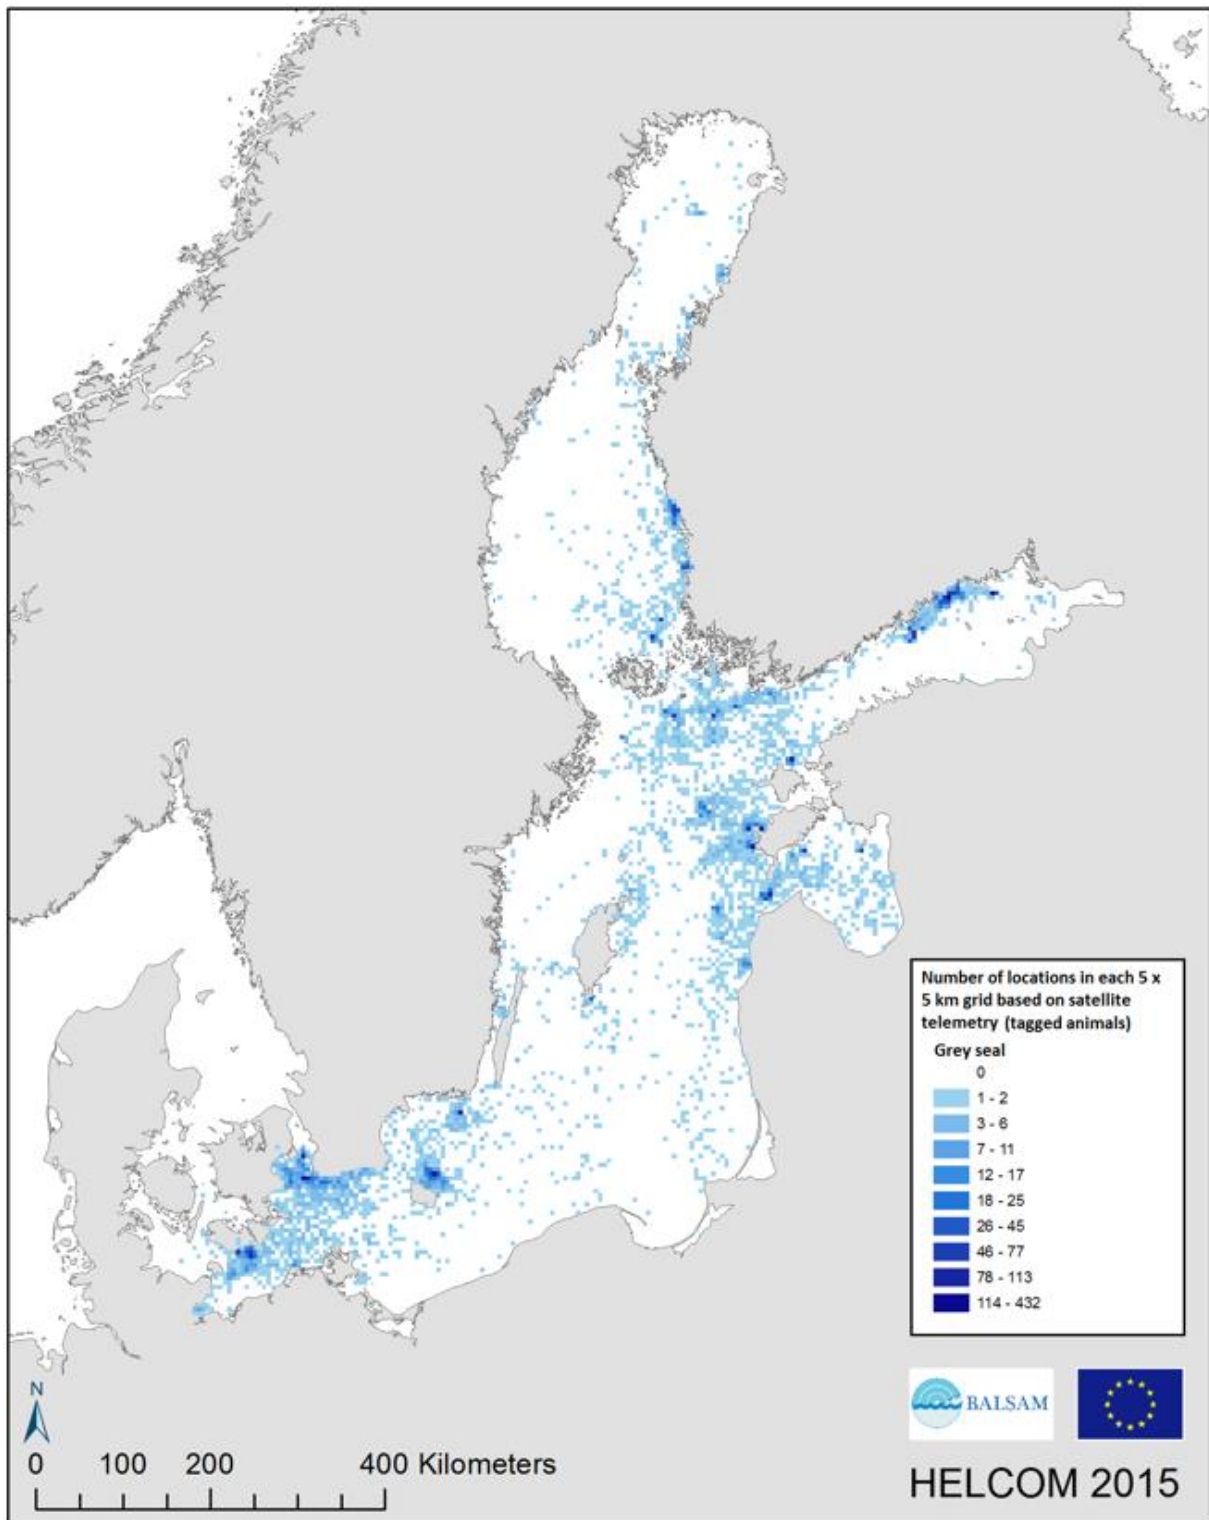 Number of locations in each 5 x
5 km grid based on satellite
telemetry (tagged animals)
Grey seal
0
1 - 2
3 - 6
7 - 11
12 - 17
18 - 25
26 - 45
46 - 77
78 - 113
114 - 432
BALSAM
N
0 100 200 400 Kilometers
HELCOM 2015